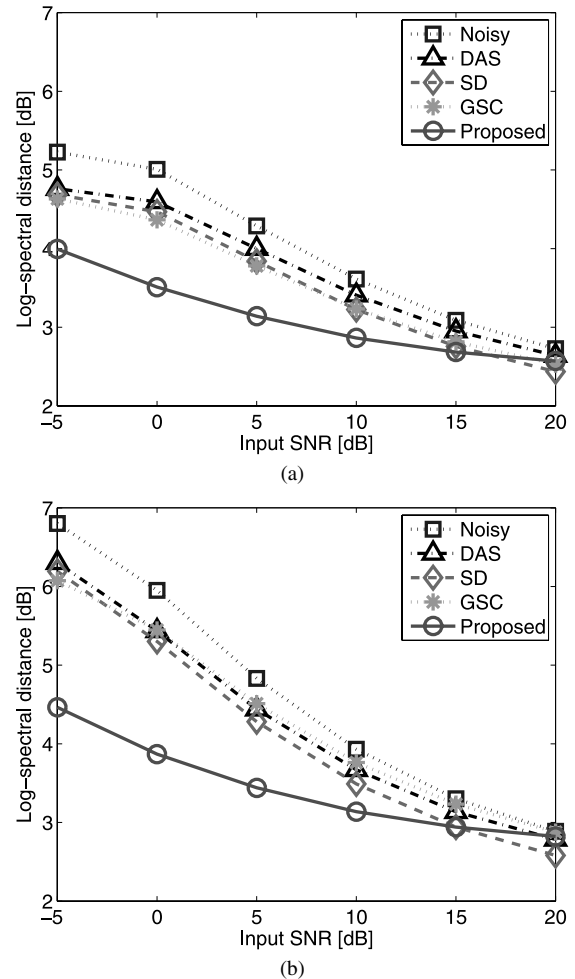 7
6
5
4
3
2
Log-spectral distance [dB]
Noisy
DAS
SD
GSC
Proposed
-5 0 5 10 15 20
Input SNR [dB]
(a)
7
6
5
4
3
2
Log-spectral distance [dB]
Noisy
DAS
SD
GSC
Proposed
-5 0 5 10 15 20
Input SNR [dB]
(b)